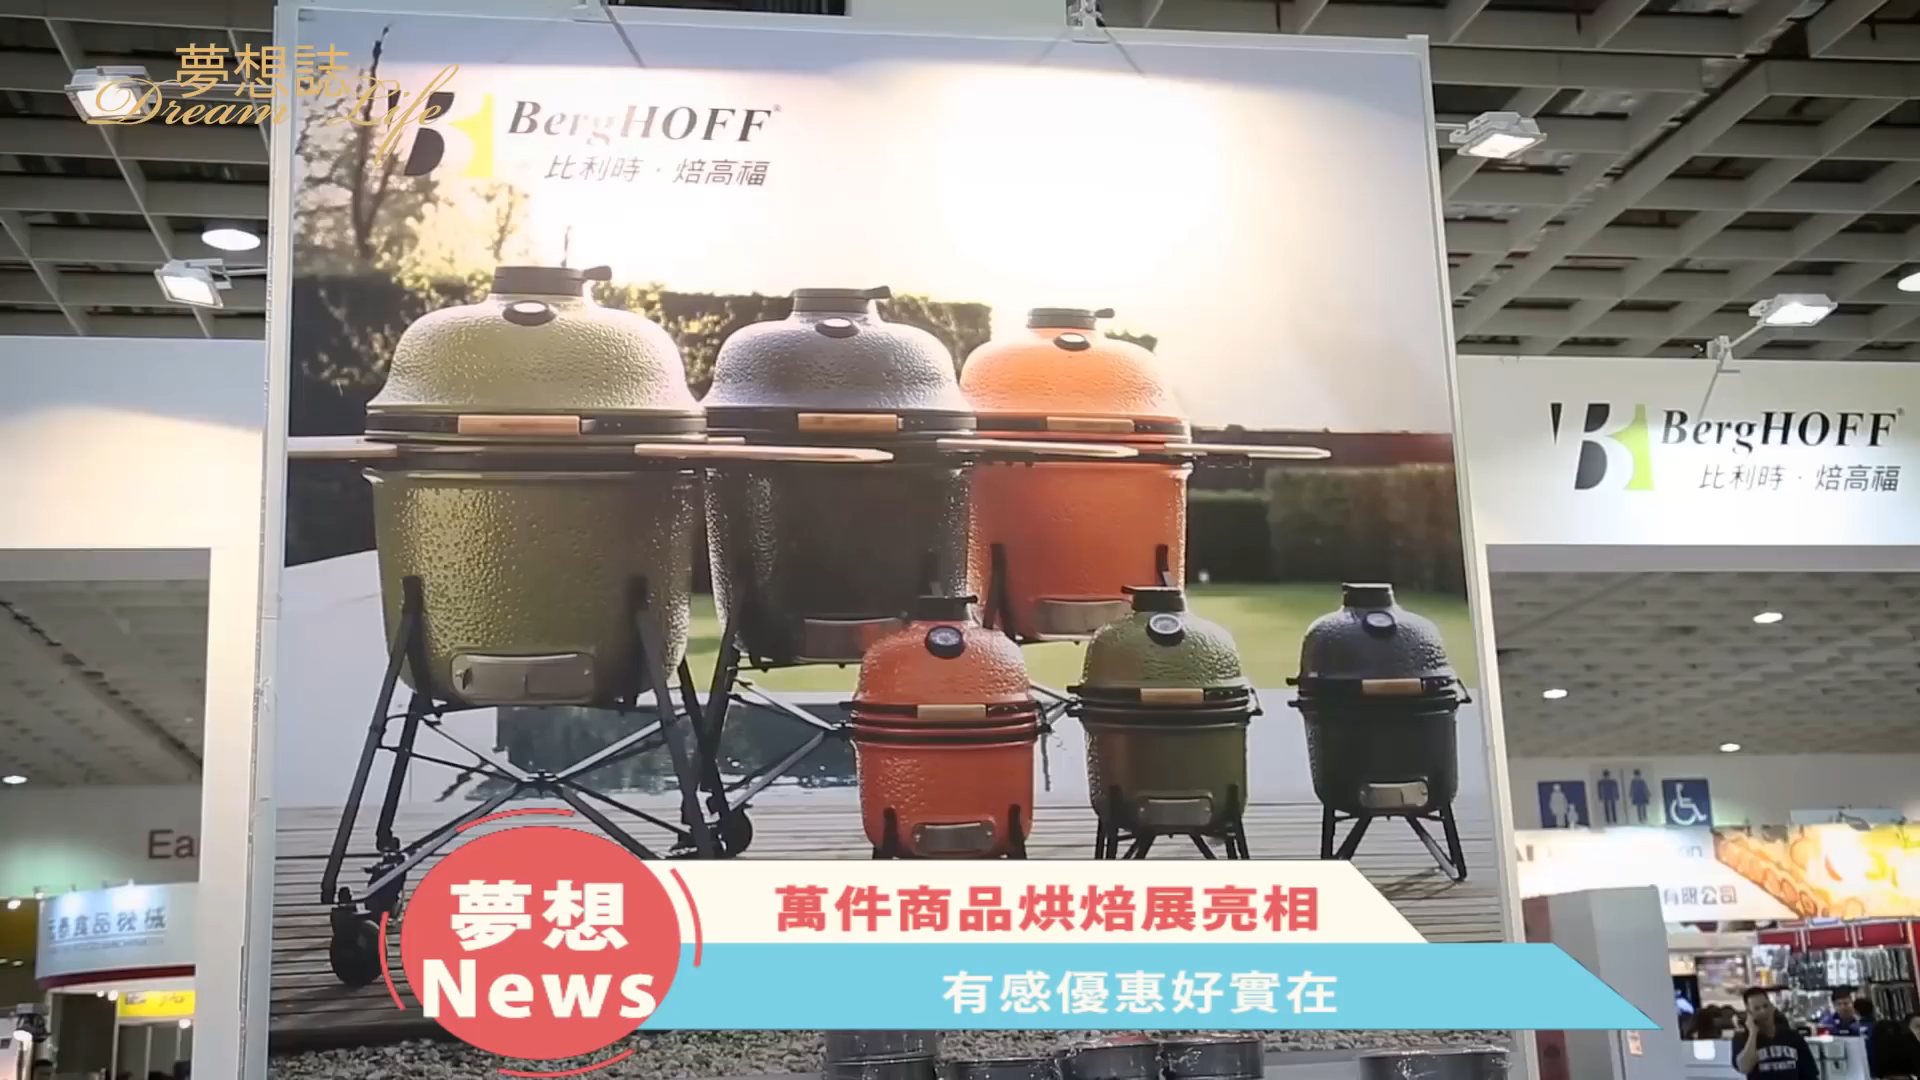 夢想誌
Dream Life
BergHOFF
比利時·焙高福
BergHOFF
比利時·焙高福
Ea
食品機械
有限公司
夢想
News
萬件商品烘焙展亮相
有感優惠好實在